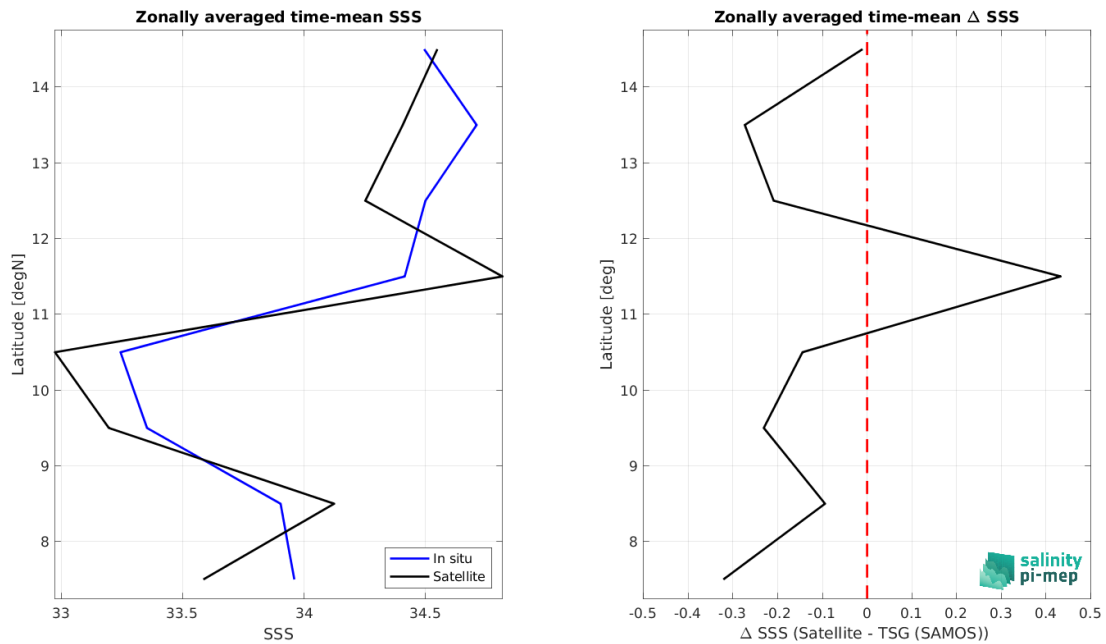 Zonally averaged time-mean SSS
14
13
12
11
10
9
8
Latitude [degN]
33
33.5
34
34.5
SSS
In situ
Satellite
Zonally averaged time-mean Δ SSS
14
13
12
11
10
9
8
Latitude [deg]
-0.5
-0.4
-0.3
-0.2
-0.1
0
0.1
0.2
0.3
0.4
0.5
Δ SSS (Satellite - TSG (SAMOS))
salinity
pi-mep